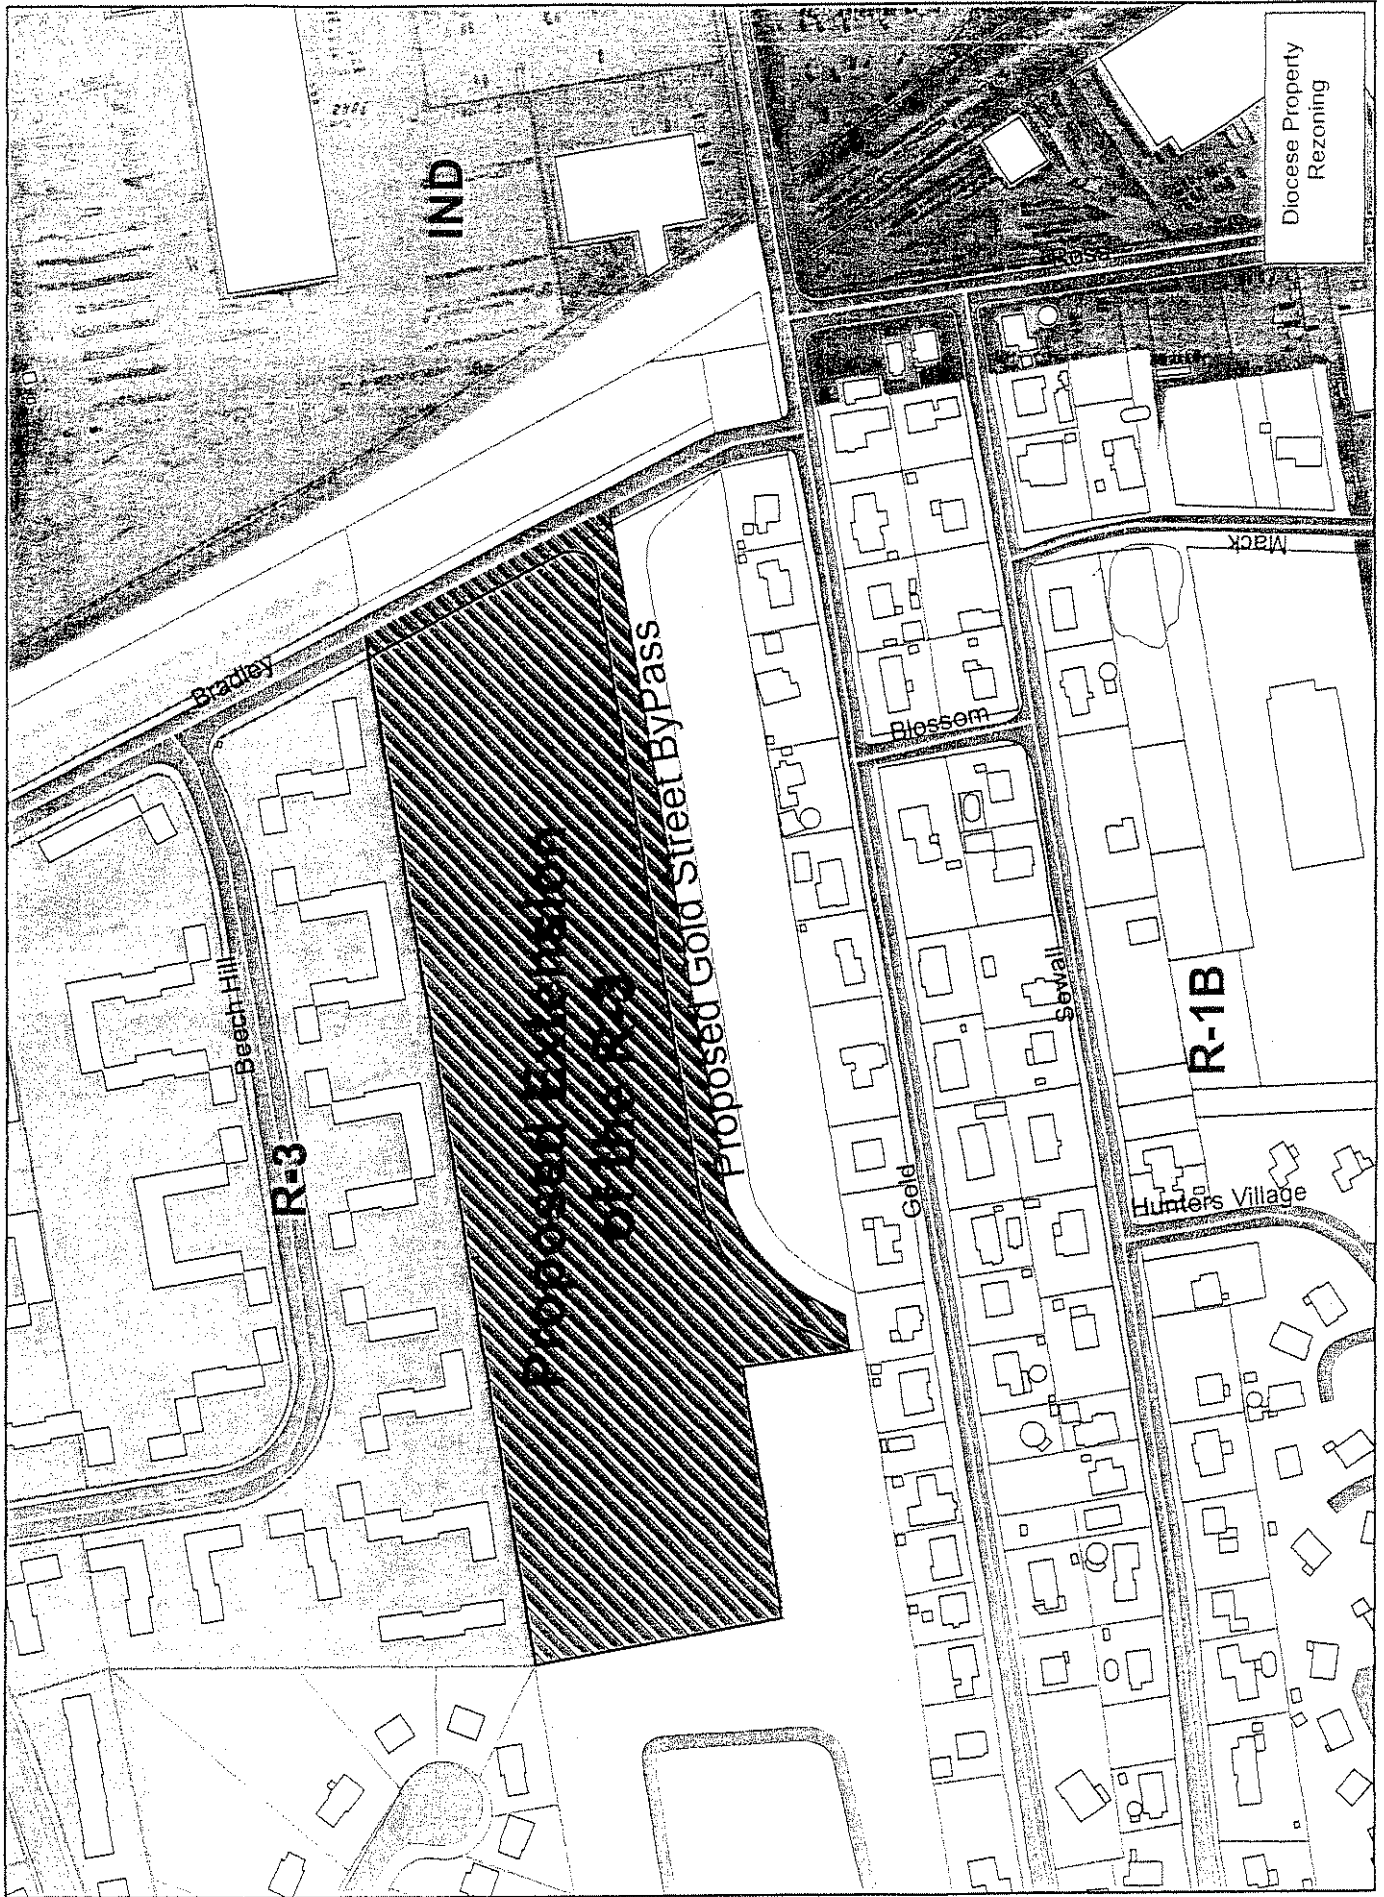 Diocese Property
Rezoning
IND
Bradley
Beech Hill
R-3
Proposed Extension
of the R-3
Proposed Gold Street ByPass
Blossom
Mack
Gold
Sewall
R-1B
Hunters Village